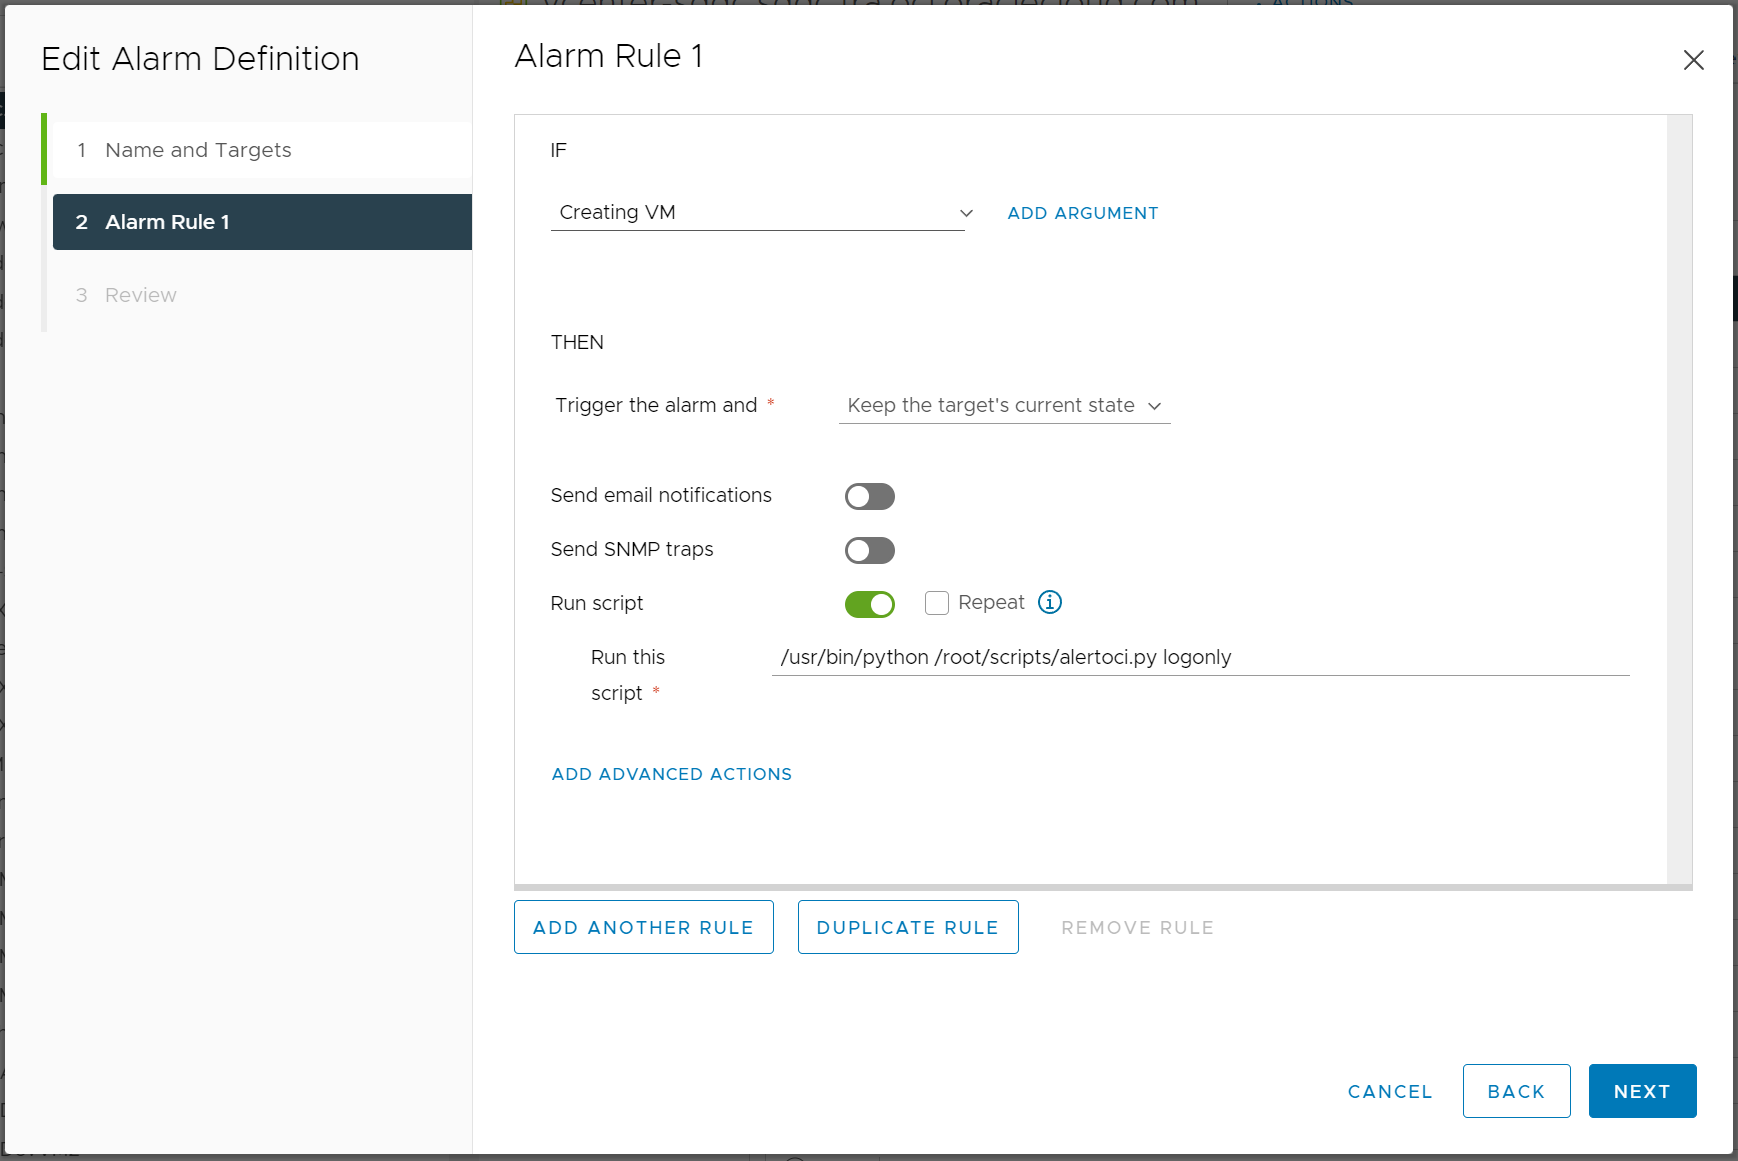 Edit Alarm Definition
1 Name and Targets
2 Alarm Rule 1
3 Review
Alarm Rule 1
IF
Creating VM
ADD ARGUMENT
THEN
Trigger the alarm and *
Keep the target's current state
Send email notifications
Send SNMP traps
Run script
Repeat
Run this
script *
/usr/bin/python /root/scripts/alertoci.py logonly
ADD ADVANCED ACTIONS
ADD ANOTHER RULE
DUPLICATE RULE
REMOVE RULE
CANCEL
BACK
NEXT